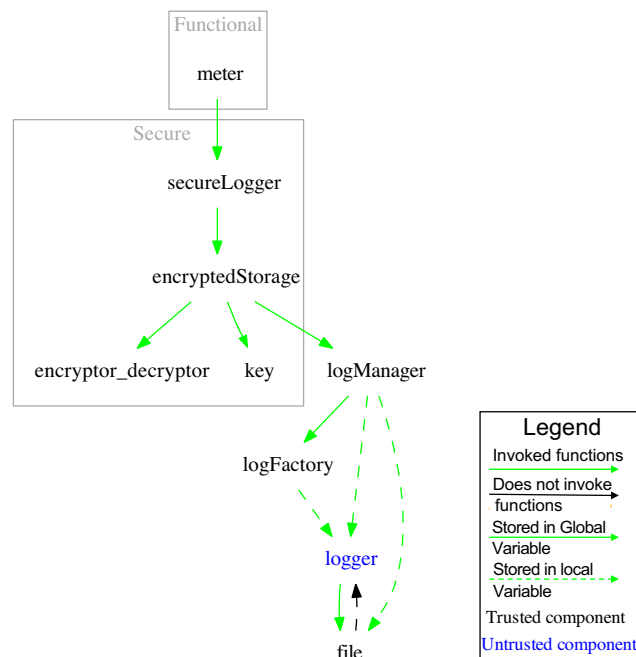 Functional
meter
Secure
secureLogger
encryptedStorage
encryptor_decryptor key logManager
logFactory
logger
file
Legend
Invoked functions
Does not invoke
functions
Stored in Global
Variable
Stored in local
Variable
Trusted component
Untrusted component